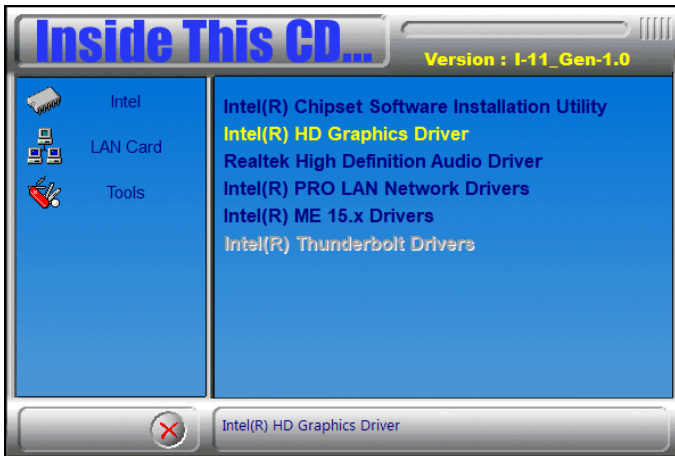 Inside This CD...
Version : I-11_Gen-1.0
Intel
LAN Card
Tools
Intel(R) Chipset Software Installation Utility
Intel(R) HD Graphics Driver
Realtek High Definition Audio Driver
Intel(R) PRO LAN Network Drivers
Intel(R) ME 15.x Drivers
Intel(R) Thunderbolt Drivers
Intel(R) HD Graphics Driver